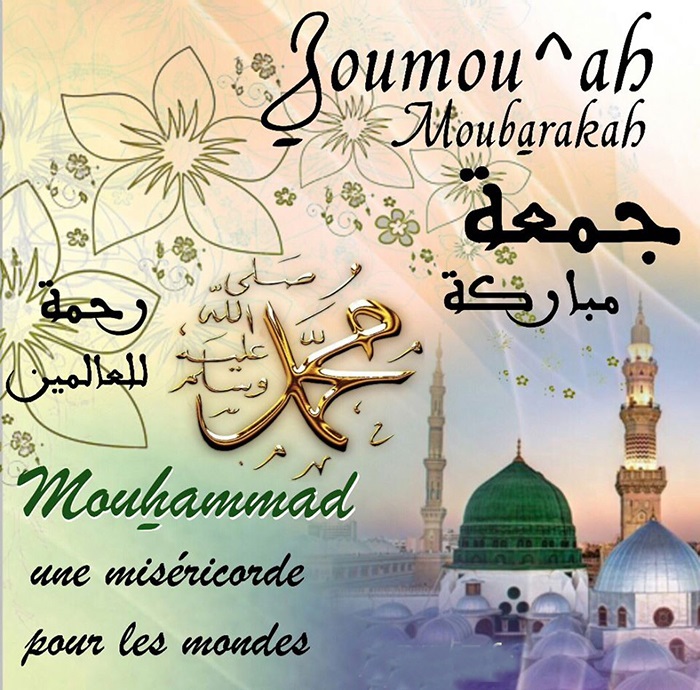 Joumou^ah
Moubarakah
جمعة
مباركة
رحمة
للعالمين
صلى
الله
عليه
وسلم
محمد
Mouhammad
une miséricorde
pour les mondes